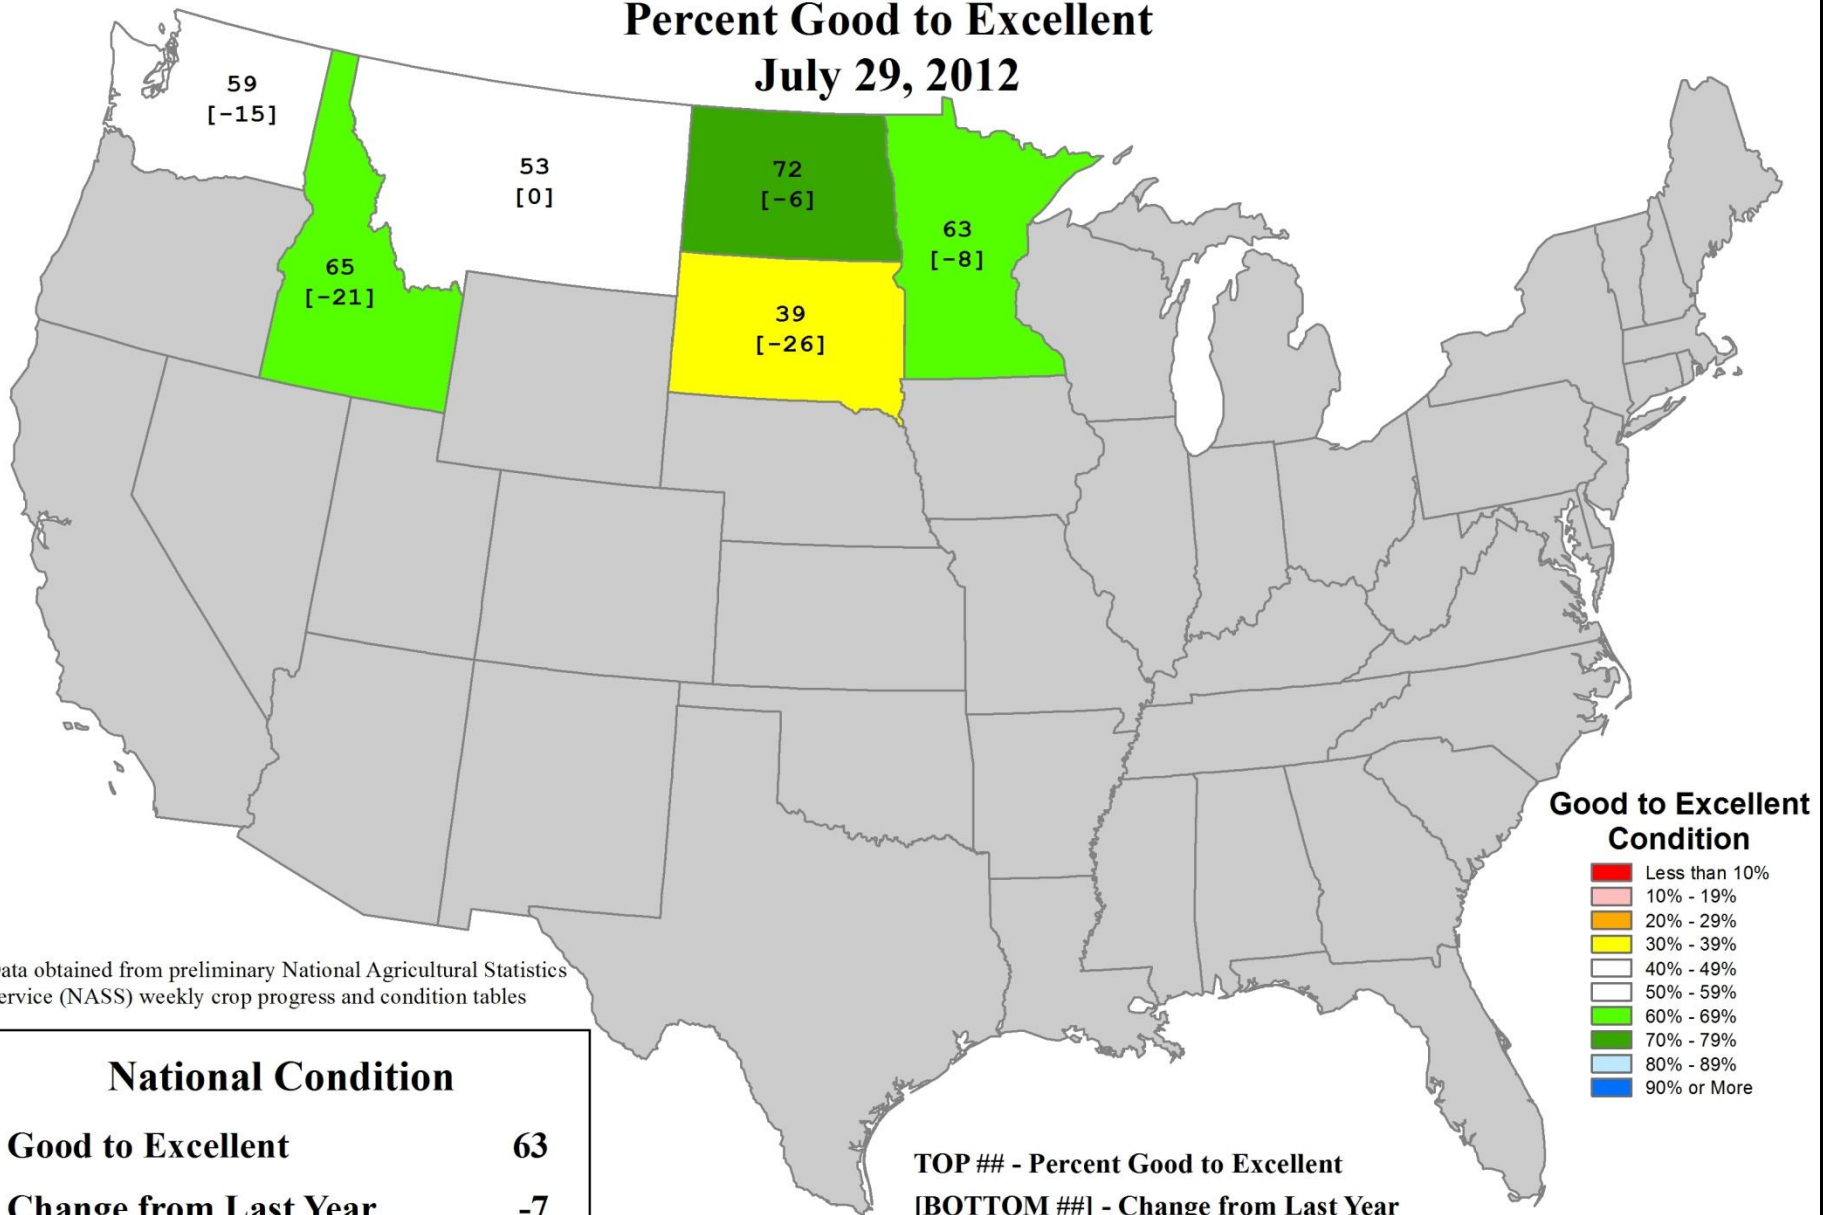 Percent Good to Excellent
July 29, 2012
59
[-15]
53
[0]
72
[-6]
63
[-8]
65
[-21]
39
[-26]
Good to Excellent
Condition
Less than 10%
10% - 19%
20% - 29%
30% - 39%
40% - 49%
50% - 59%
60% - 69%
70% - 79%
80% - 89%
90% or More
ata obtained from preliminary National Agricultural Statistics
ervice (NASS) weekly crop progress and condition tables
National Condition
Good to Excellent 63
Change from Last Year -7
TOP ## - Percent Good to Excellent
[BOTTOM ##] - Change from Last Year